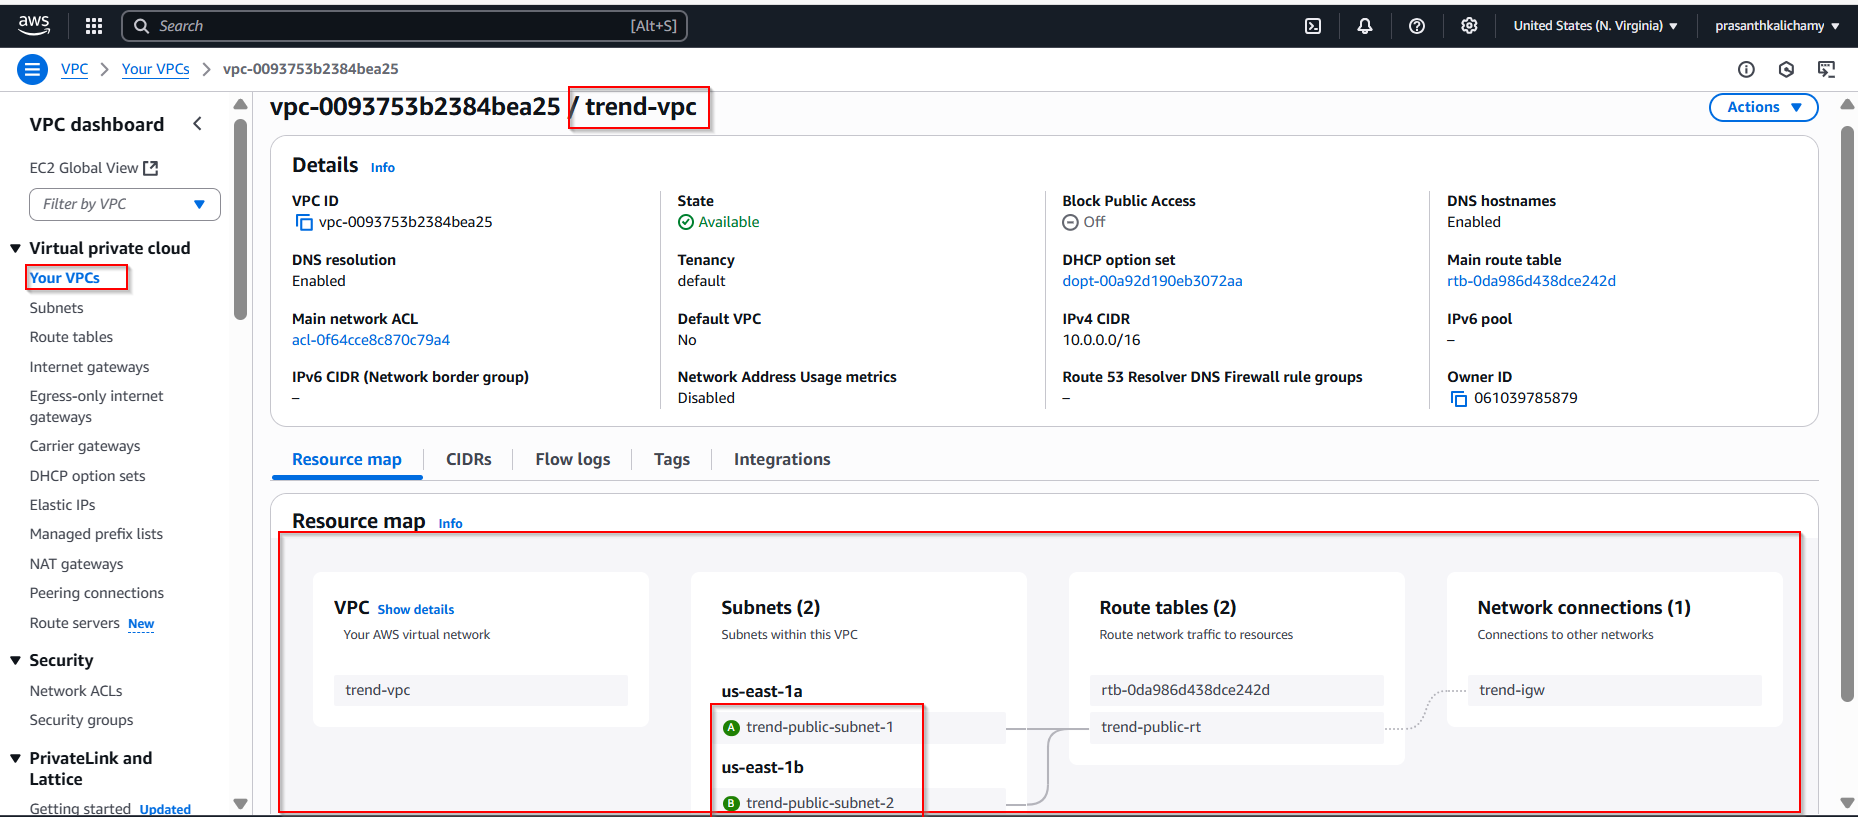 aws
Search [Alt+S]
United States (N. Virginia)
prasanthkalichamy
VPC
Your VPCs
vpc-0093753b2384bea25
VPC dashboard
EC2 Global View
Filter by VPC
Virtual private cloud
Your VPCs
Subnets
Route tables
Internet gateways
Egress-only internet
gateways
Carrier gateways
DHCP option sets
Elastic IPs
Managed prefix lists
NAT gateways
Peering connections
Route servers New
Security
Network ACLs
Security groups
PrivateLink and
Lattice
Getting started Updated
vpc-0093753b2384bea25 / trend-vpc
Actions
Details Info
VPC ID
vpc-0093753b2384bea25
State
Available
Block Public Access
Off
DNS hostnames
Enabled
DNS resolution
Enabled
Tenancy
default
DHCP option set
dopt-00a92d190eb3072aa
Main route table
rtb-0da986d438dce242d
Main network ACL
acl-0f64cce8c870c79a4
Default VPC
No
IPv4 CIDR
10.0.0.0/16
IPv6 pool
–
IPv6 CIDR (Network border group)
–
Network Address Usage metrics
Disabled
Route 53 Resolver DNS Firewall rule groups
–
Owner ID
061039785879
Resource map
CIDRs
Flow logs
Tags
Integrations
Resource map Info
VPC Show details
Your AWS virtual network
trend-vpc
Subnets (2)
Subnets within this VPC
us-east-1a
A trend-public-subnet-1
us-east-1b
B trend-public-subnet-2
Route tables (2)
Route network traffic to resources
rtb-0da986d438dce242d
trend-public-rt
Network connections (1)
Connections to other networks
trend-igw